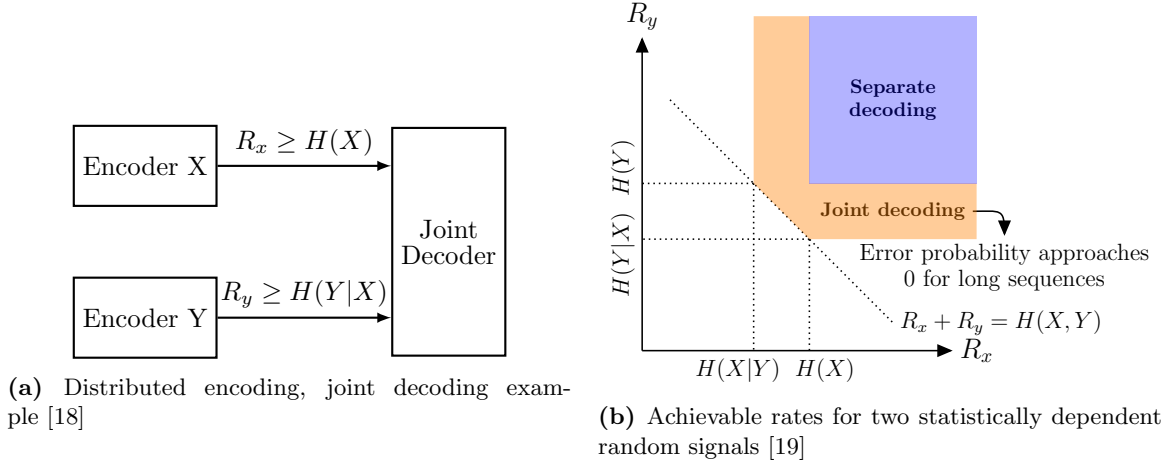 Encoder X
R_x ≥ H(X)
Encoder Y
R_y ≥ H(Y|X)
Joint
Decoder
(a) Distributed encoding, joint decoding exam-
ple [18]
R_y
H(Y)
H(Y|X)
Separate
decoding
Joint decoding
Error probability approaches
0 for long sequences
R_x + R_y = H(X, Y)
H(X|Y)
H(X)
R_x
(b) Achievable rates for two statistically dependent
random signals [19]